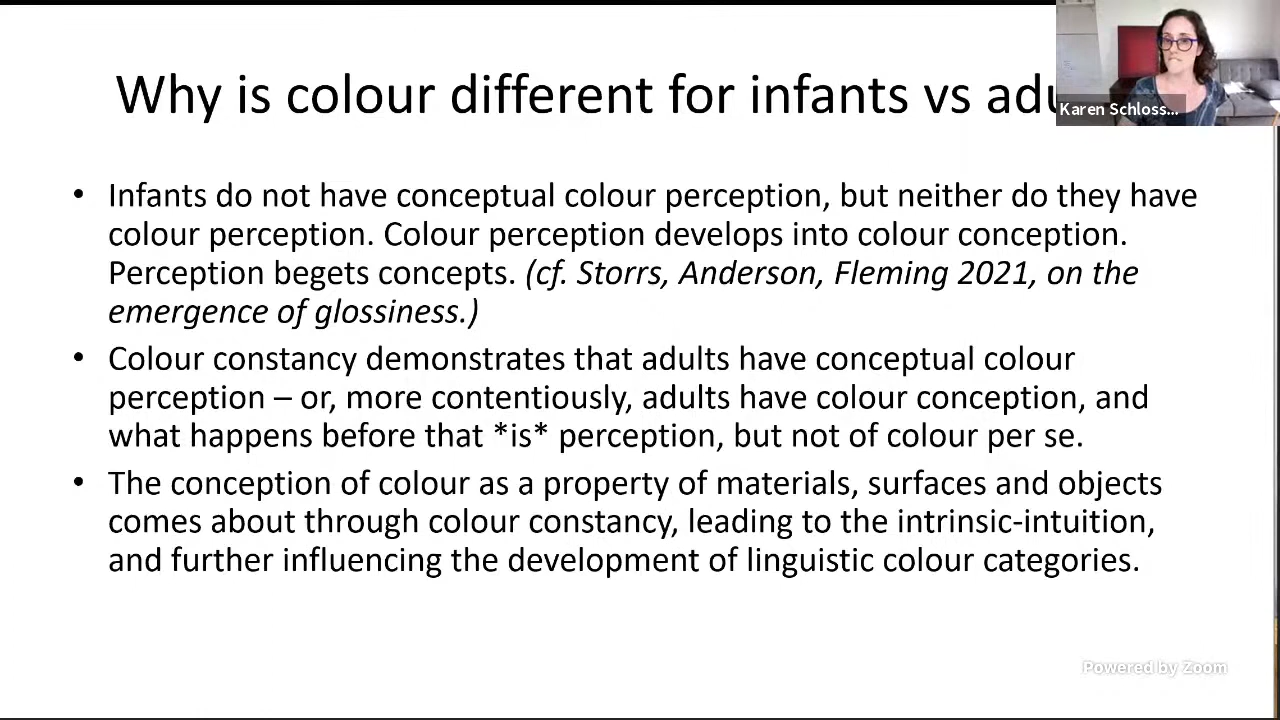 Why is colour different for infants vs adu
Karen Schloss...
• Infants do not have conceptual colour perception, but neither do they have
colour perception. Colour perception develops into colour conception.
Perception begets concepts. (cf. Storrs, Anderson, Fleming 2021, on the
emergence of glossiness.)
• Colour constancy demonstrates that adults have conceptual colour
perception – or, more contentiously, adults have colour conception, and
what happens before that *is* perception, but not of colour per se.
• The conception of colour as a property of materials, surfaces and objects
comes about through colour constancy, leading to the intrinsic-intuition,
and further influencing the development of linguistic colour categories.
Powered by Zoom